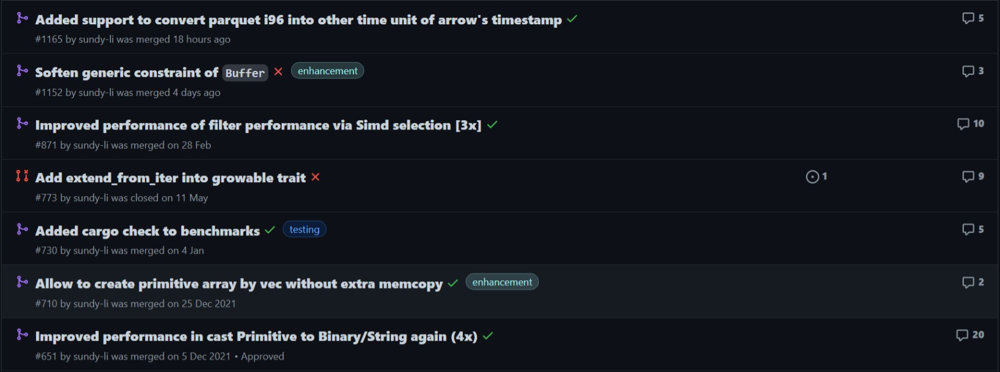 Added support to convert parquet i96 into other time unit of arrow's timestamp 5
#1165 by sundy-li was merged 18 hours ago
Soften generic constraint of Buffer enhancement 3
#1152 by sundy-li was merged 4 days ago
Improved performance of filter performance via Simd selection [3x] 10
#871 by sundy-li was merged on 28 Feb
Add extend_from_iter into growable trait 1 9
#773 by sundy-li was closed on 11 May
Added cargo check to benchmarks testing 5
#730 by sundy-li was merged on 4 Jan
Allow to create primitive array by vec without extra memcopy enhancement 2
#710 by sundy-li was merged on 25 Dec 2021
Improved performance in cast Primitive to Binary/String again (4x) 20
#651 by sundy-li was merged on 5 Dec 2021 • Approved